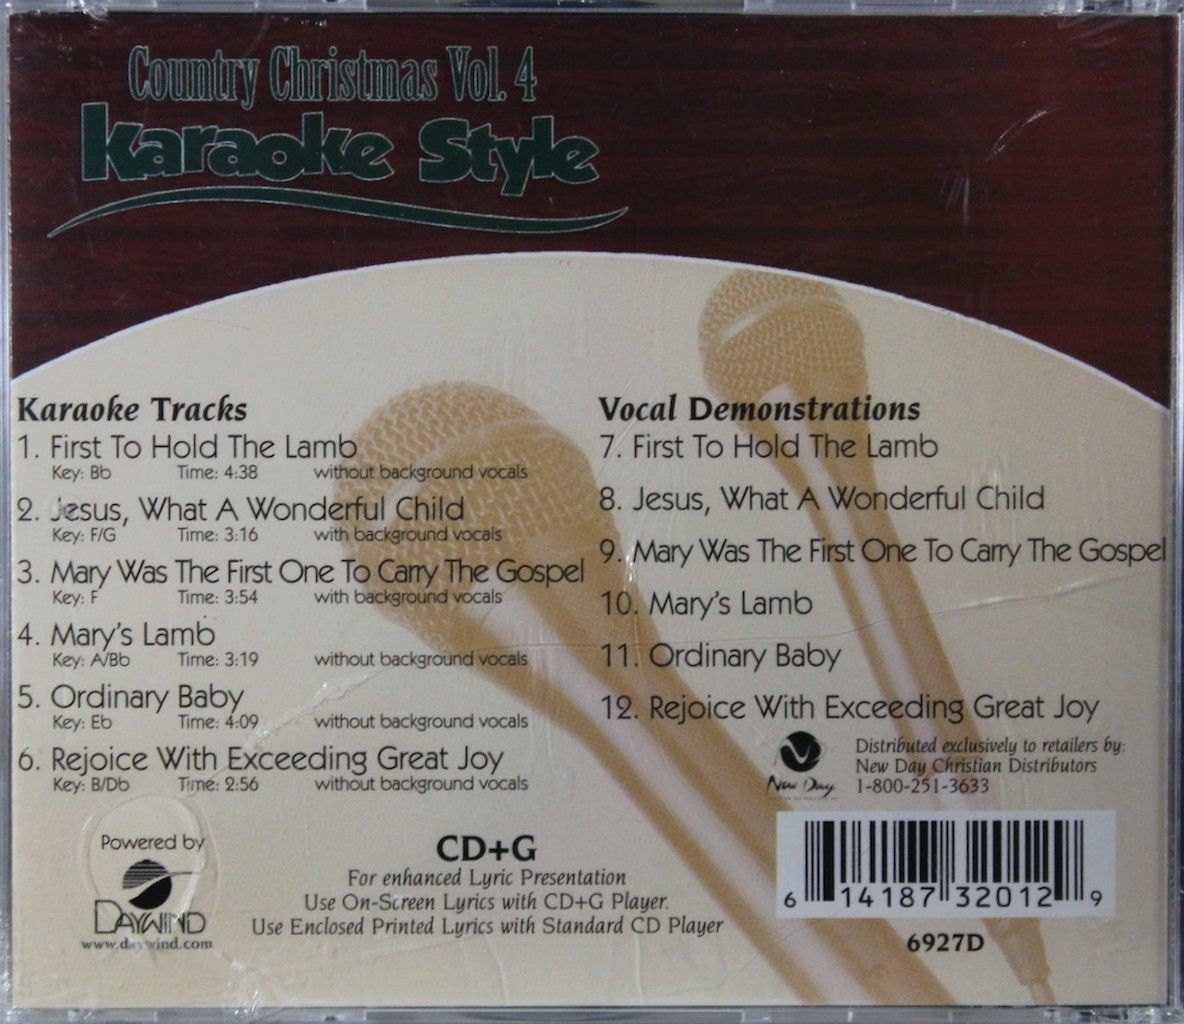 Country Christmas Vol. 4
Karaoke Style
Karaoke Tracks
1. First To Hold The Lamb
Key: Bb Time: 4:38 without background vocals
2. Jesus, What A Wonderful Child
Key: F/G Time: 3:16 with background vocals
3. Mary Was The First One To Carry The Gospel
Key: F Time: 3:54 with background vocals
4. Mary's Lamb
Key: A/Bb Time: 3:19 without background vocals
5. Ordinary Baby
Key: Eb Time: 4:09 without background vocals
6. Rejoice With Exceeding Great Joy
Key: B/Db Time: 2:56 without background vocals
Vocal Demonstrations
7. First To Hold The Lamb
8. Jesus, What A Wonderful Child
9. Mary Was The First One To Carry The Gospel
10. Mary's Lamb
11. Ordinary Baby
12. Rejoice With Exceeding Great Joy
New Day
Distributed exclusively to retailers by:
New Day Christian Distributors
1-800-251-3633
Powered by
DAYWIND
www.daywind.com
CD+G
For enhanced Lyric Presentation
Use On-Screen Lyrics with CD+G Player.
Use Enclosed Printed Lyrics with Standard CD Player
6 14187 32012 9
6927D